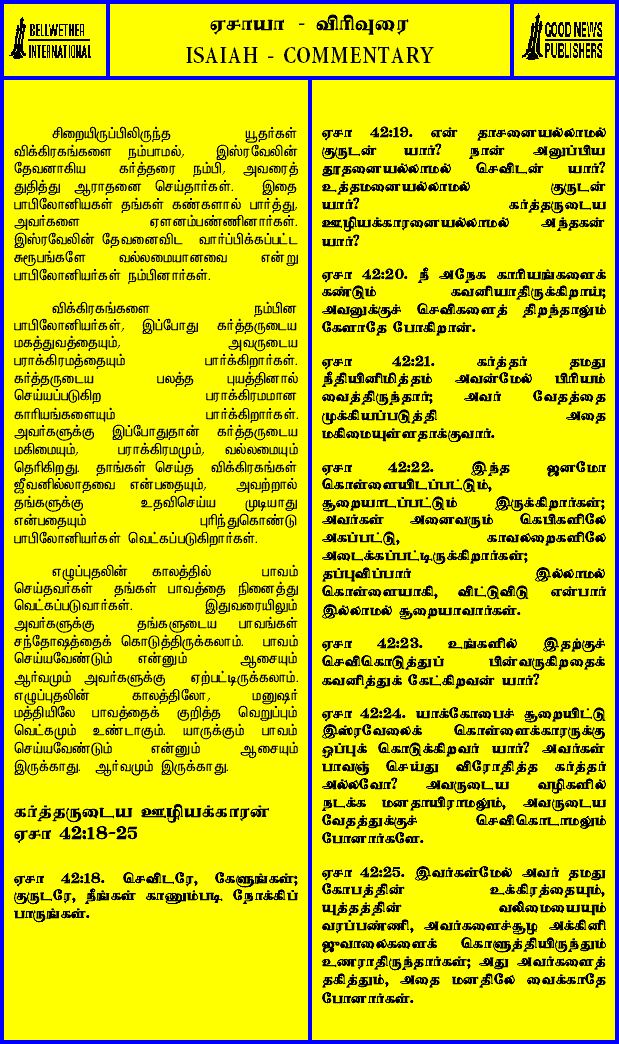 BELLWETHER
INTERNATIONAL
ஏசாயா - விரிவுரை
ISAIAH - COMMENTARY
GOOD NEWS
PUBLISHERS
சிறையிருப்பிலிருந்த யூதர்கள்
விக்கிரகங்களை நம்பாமல், இஸ்ரவேலின்
தேவனாகிய கர்த்தரை நம்பி, அவரைத்
துதித்து ஆராதனை செய்தார்கள். இதை
பாபிலோனியகள் தங்கள் கண்களால் பார்த்து,
அவர்களை ஏளனம்பண்ணினார்கள்.
இஸ்ரவேலின் தேவனைவிட வார்ப்பிக்கப்பட்ட
சுரூபங்களே வல்லமையானவை என்று
பாபிலோனியர்கள் நம்பினார்கள்.
விக்கிரகங்களை நம்பின
பாபிலோனியர்கள், இப்போது கர்த்தருடைய
மகத்துவத்தையும், அவருடைய
பராக்கிரமத்தையும் பார்க்கிறார்கள்.
கர்த்தருடைய பலத்த புயத்தினால்
செய்யப்படுகிற பராக்கிரமமான
காரியங்களையும் பார்க்கிறார்கள்.
அவர்களுக்கு இப்போதுதான் கர்த்தருடைய
மகிமையும், பராக்கிரமமும், வல்லமையும்
தெரிகிறது. தாங்கள் செய்த விக்கிரகங்கள்
ஜீவனில்லாதவை என்பதையும், அவற்றால்
தங்களுக்கு உதவிசெய்ய முடியாது
என்பதையும் புரிந்துகொண்டு
பாபிலோனியர்கள் வெட்கப்படுகிறார்கள்.
எழுப்புதலின் காலத்தில் பாவம்
செய்தவர்கள் தங்கள் பாவத்தை நினைத்து
வெட்கப்படுவார்கள். இதுவரையிலும்
அவர்களுக்கு தங்களுடைய பாவங்கள்
சந்தோஷத்தைக் கொடுத்திருக்கலாம். பாவம்
செய்யவேண்டும் என்னும் ஆசையும்
ஆர்வமும் அவர்களுக்கு ஏற்பட்டிருக்கலாம்.
எழுப்புதலின் காலத்திலோ, மனுஷர்
மத்தியிலே பாவத்தைக் குறித்த வெறுப்பும்
வெட்கமும் உண்டாகும். யாருக்கும் பாவம்
செய்யவேண்டும் என்னும் ஆசையும்
இருக்காது. ஆர்வமும் இருக்காது.
கர்த்தருடைய ஊழியக்காரன்
ஏசா 42:18-25
ஏசா 42:18. செவிடரே, கேளுங்கள்;
குருடரே, நீங்கள் காணும்படி நோக்கிப்
பாருங்கள்.
ஏசா 42:19. என் தாசனையல்லாமல்
குருடன் யார்? நான் அனுப்பிய
தூதனையல்லாமல் செவிடன் யார்?
உத்தமனையல்லாமல் குருடன்
யார்? கர்த்தருடைய
ஊழியக்காரனையல்லாமல் அந்தகன்
யார்?
ஏசா 42:20. நீ அநேக காரியங்களைக்
கண்டும் கவனியாதிருக்கிறாய்;
அவனுக்குச் செவிகளைத் திறந்தாலும்
கேளாதே போகிறான்.
ஏசா 42:21. கர்த்தர் தமது
நீதியினிமித்தம் அவன்மேல் பிரியம்
வைத்திருந்தார்; அவர் வேதத்தை
முக்கியப்படுத்தி அதை
மகிமையுள்ளதாக்குவார்.
ஏசா 42:22. இந்த ஜனமோ
கொள்ளையிடப்பட்டும்,
சூறையாடப்பட்டும் இருக்கிறார்கள்;
அவர்கள் அனைவரும் கெபிகளிலே
அகப்பட்டு, காவலறைகளிலே
அடைக்கப்பட்டிருக்கிறார்கள்;
தப்புவிப்பார் இல்லாமல்
கொள்ளையாகி, விட்டுவிடு என்பார்
இல்லாமல் சூறையாவார்கள்.
ஏசா 42:23. உங்களில் இதற்குச்
செவிகொடுத்துப் பின்வருகிறதைக்
கவனித்துக் கேட்கிறவன் யார்?
ஏசா 42:24. யாக்கோபைச் சூறையிட்டு
இஸ்ரவேலைக் கொள்ளைக்காரருக்கு
ஒப்புக் கொடுக்கிறவர் யார்? அவர்கள்
பாவஞ் செய்து விரோதித்த கர்த்தர்
அல்லவோ? அவருடைய வழிகளில்
நடக்க மனதாயிராமலும், அவருடைய
வேதத்துக்குச் செவிகொடாமலும்
போனார்களே.
ஏசா 42:25. இவர்கள்மேல் அவர் தமது
கோபத்தின் உக்கிரத்தையும்,
யுத்தத்தின் வலிமையையும்
வரப்பண்ணி, அவர்களைச்சூழ அக்கினி
ஜுவாலைகளைக் கொளுத்தியிருந்தும்
உணராதிருந்தார்கள்; அது அவர்களைத்
தகித்தும், அதை மனதிலே வைக்காதே
போனார்கள்.